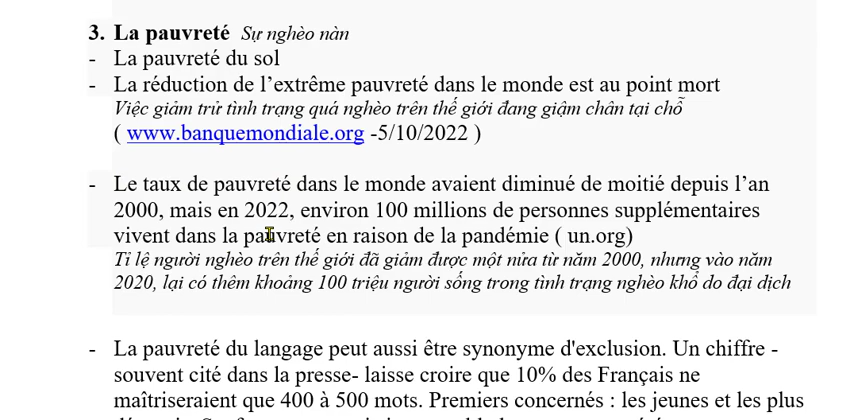 3. La pauvreté Sự nghèo nàn
- La pauvreté du sol
- La réduction de l’extrême pauvreté dans le monde est au point mort
Việc giảm trừ tình trạng quá nghèo trên thế giới đang giậm chân tại chỗ
( www.banquemondiale.org -5/10/2022 )
- Le taux de pauvreté dans le monde avaient diminué de moitié depuis l’an
2000, mais en 2022, environ 100 millions de personnes supplémentaires
vivent dans la pauvreté en raison de la pandémie ( un.org)
Tỉ lệ người nghèo trên thế giới đã giảm được một nửa từ năm 2000, nhưng vào năm
2020, lại có thêm khoảng 100 triệu người sống trong tình trạng nghèo khổ do đại dịch
- La pauvreté du langage peut aussi être synonyme d'exclusion. Un chiffre -
souvent cité dans la presse- laisse croire que 10% des Français ne
maîtriseraient que 400 à 500 mots. Premiers concernés : les jeunes et les plus